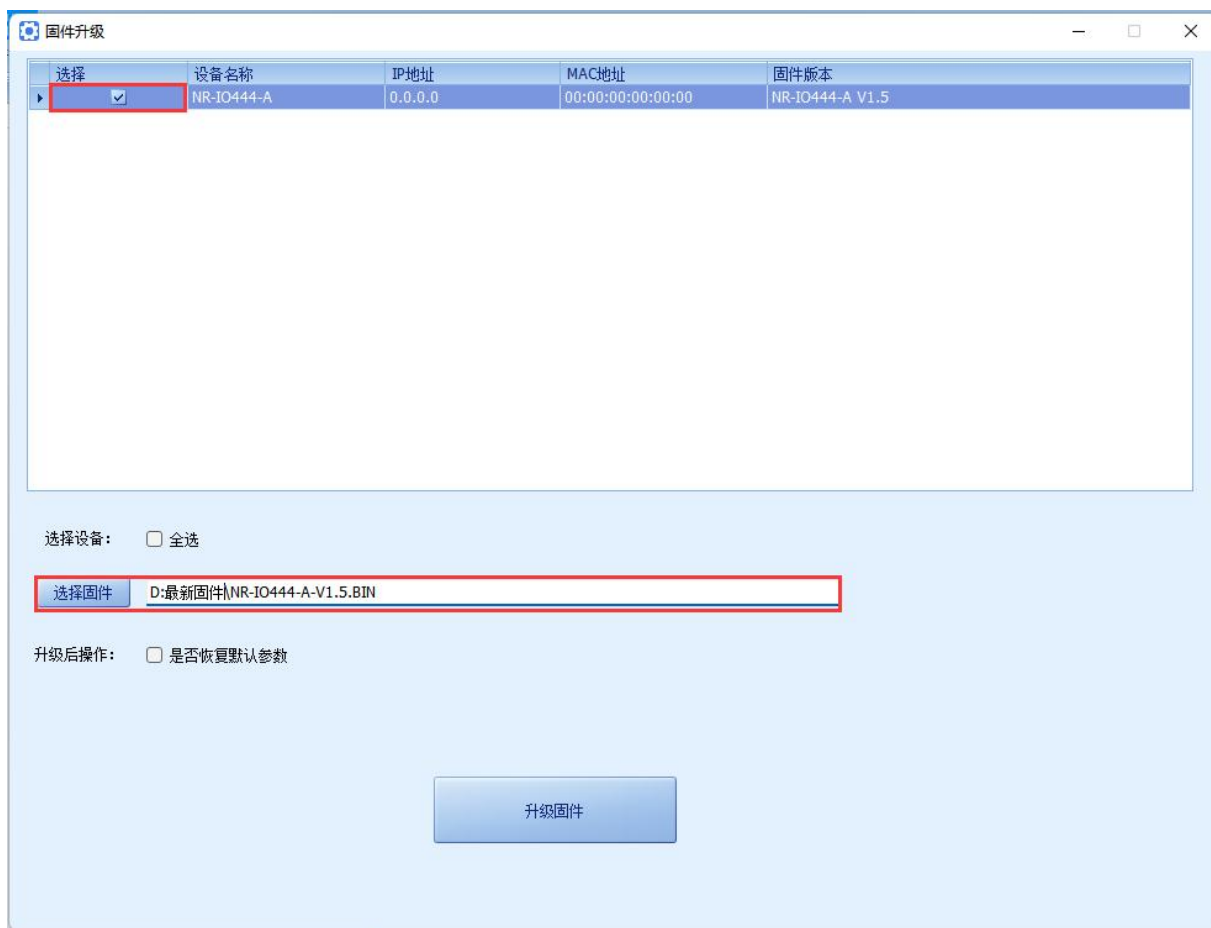 固件升级
选择 设备名称 IP地址 MAC地址 固件版本
NR-IO444-A 0.0.0.0 00:00:00:00:00:00 NR-IO444-A V1.5
选择设备: 全选
选择固件 D:最新固件\NR-IO444-A-V1.5.BIN
升级后操作: 是否恢复默认参数
升级固件